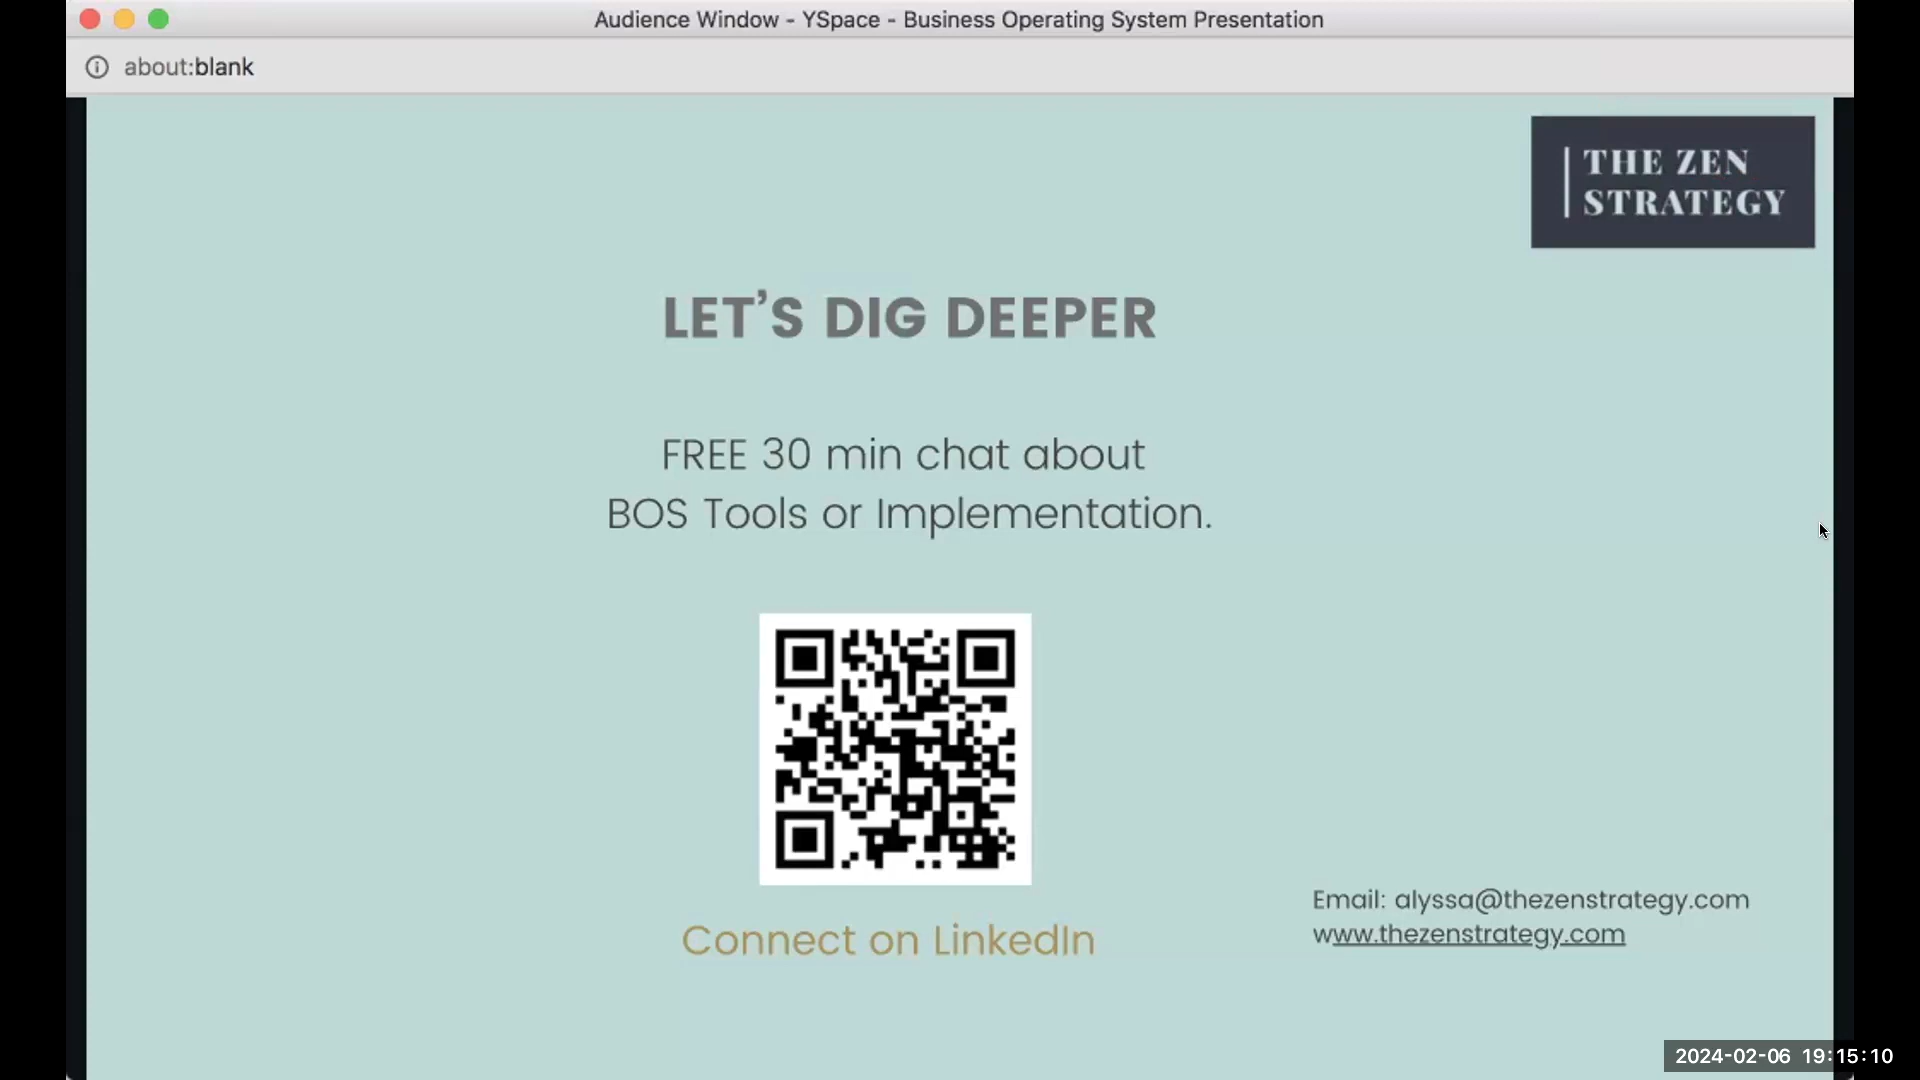 Audience Window - YSpace - Business Operating System Presentation
about:blank
THE ZEN
STRATEGY
LET'S DIG DEEPER
FREE 30 min chat about
BOS Tools or Implementation.
Connect on LinkedIn
Email: alyssa@thezenstrategy.com
www.thezenstrategy.com
2024-02-06 19:15:10